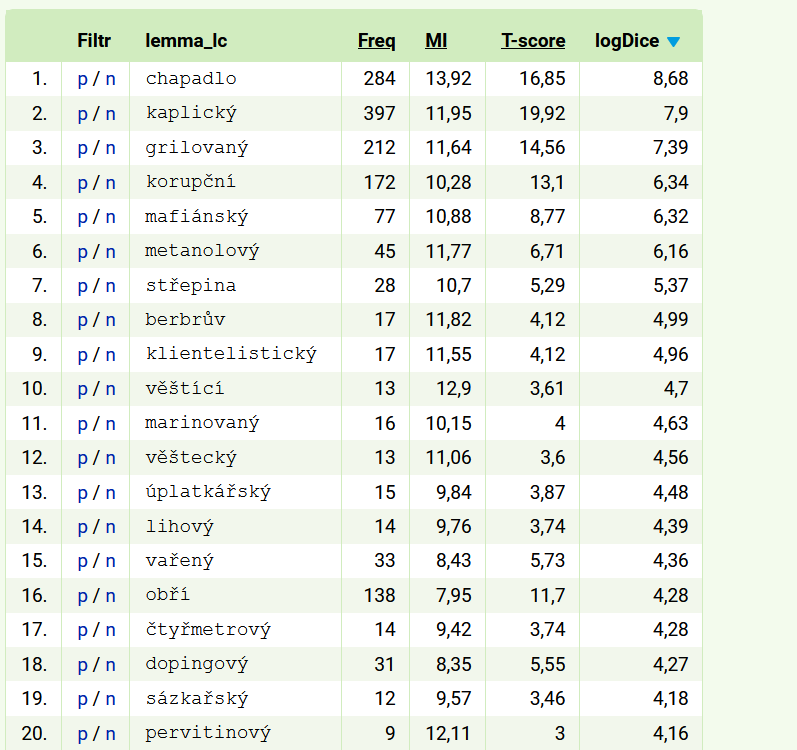 Filtr lemma_lc Freq MI T-score logDice
1. p / n chapadlo 284 13,92 16,85 8,68
2. p / n kaplický 397 11,95 19,92 7,9
3. p / n grilovaný 212 11,64 14,56 7,39
4. p / n korupční 172 10,28 13,1 6,34
5. p / n mafiánský 77 10,88 8,77 6,32
6. p / n metanolový 45 11,77 6,71 6,16
7. p / n střepina 28 10,7 5,29 5,37
8. p / n berbrův 17 11,82 4,12 4,99
9. p / n klientelistický 17 11,55 4,12 4,96
10. p / n věštící 13 12,9 3,61 4,7
11. p / n marinovaný 16 10,15 4 4,63
12. p / n věštecký 13 11,06 3,6 4,56
13. p / n úplatkářský 15 9,84 3,87 4,48
14. p / n lihový 14 9,76 3,74 4,39
15. p / n vařený 33 8,43 5,73 4,36
16. p / n obří 138 7,95 11,7 4,28
17. p / n čtyřmetrový 14 9,42 3,74 4,28
18. p / n dopingový 31 8,35 5,55 4,27
19. p / n sázkařský 12 9,57 3,46 4,18
20. p / n pervitinový 9 12,11 3 4,16